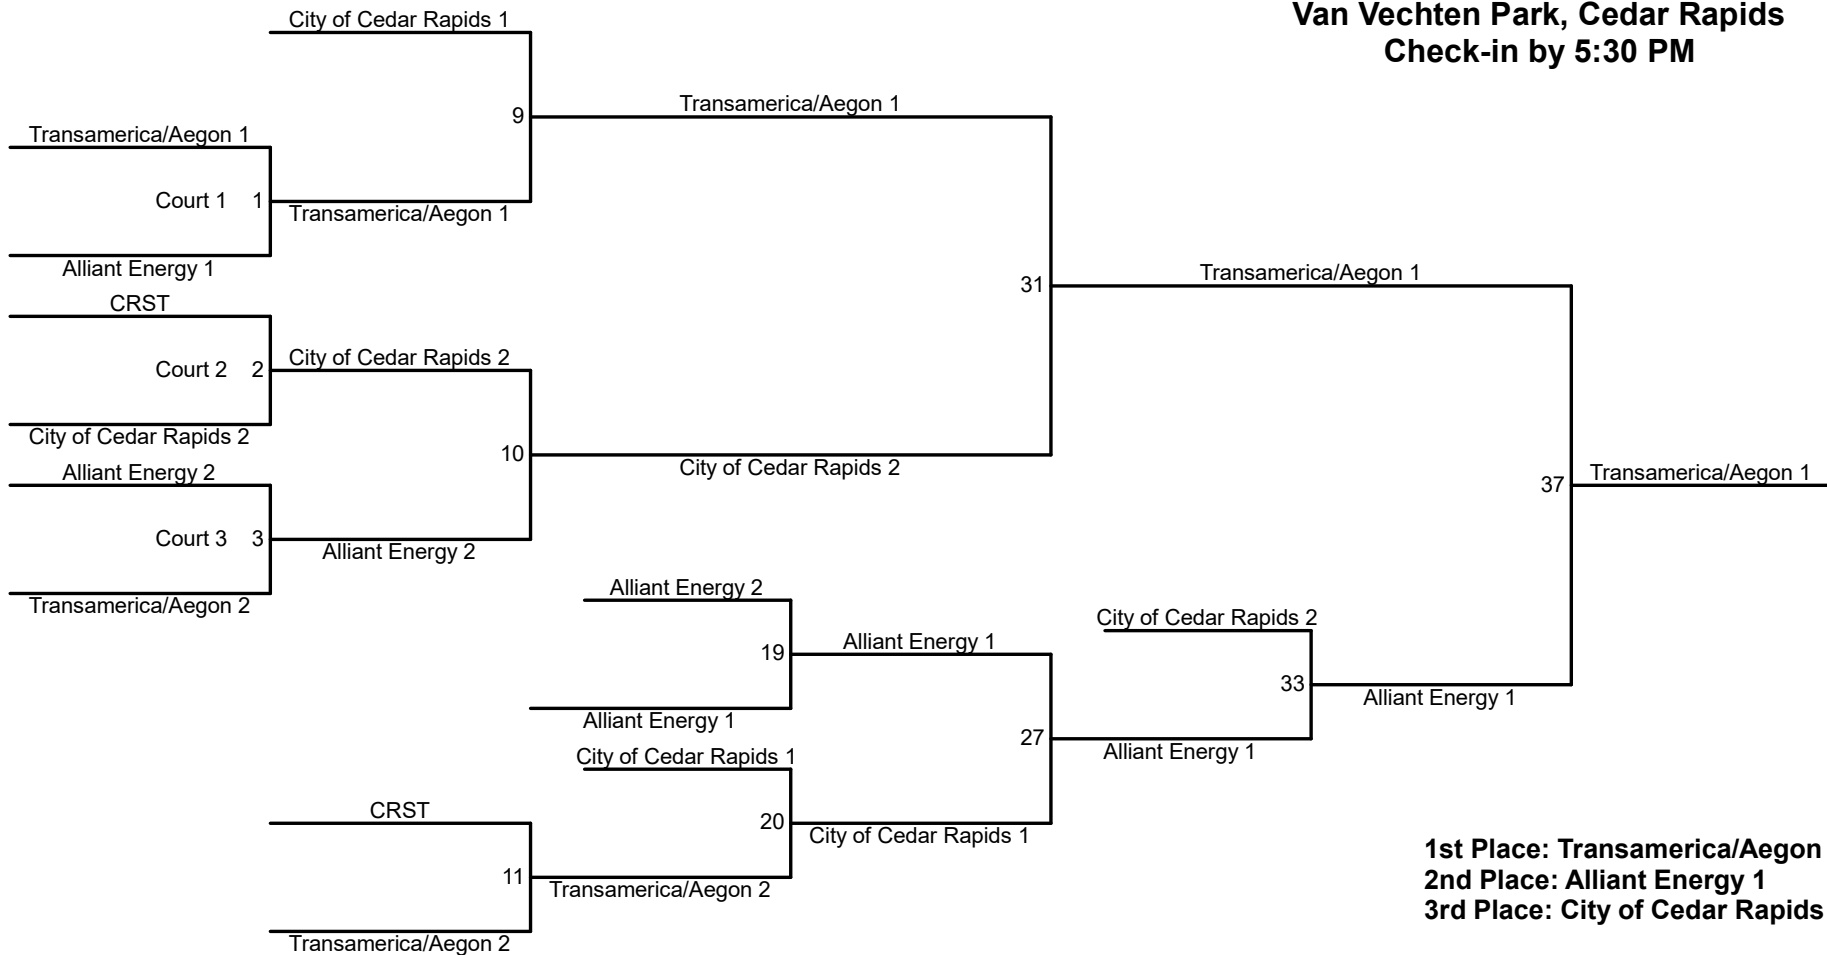 Van Vechten Park, Cedar Rapids
Check-in by 5:30 PM
City of Cedar Rapids 1
9
Transamerica/Aegon 1
Transamerica/Aegon 1
Court 1 1
Transamerica/Aegon 1
Alliant Energy 1
31
Transamerica/Aegon 1
CRST
Court 2 2
City of Cedar Rapids 2
City of Cedar Rapids 2
10
City of Cedar Rapids 2
Alliant Energy 2
37
Transamerica/Aegon 1
Court 3 3
Alliant Energy 2
Transamerica/Aegon 2
Alliant Energy 2
19
Alliant Energy 1
City of Cedar Rapids 2
33
Alliant Energy 1
Alliant Energy 1
27
Alliant Energy 1
City of Cedar Rapids 1
CRST
20
City of Cedar Rapids 1
11
Transamerica/Aegon 2
Transamerica/Aegon 2
1st Place: Transamerica/Aegon
2nd Place: Alliant Energy 1
3rd Place: City of Cedar Rapids